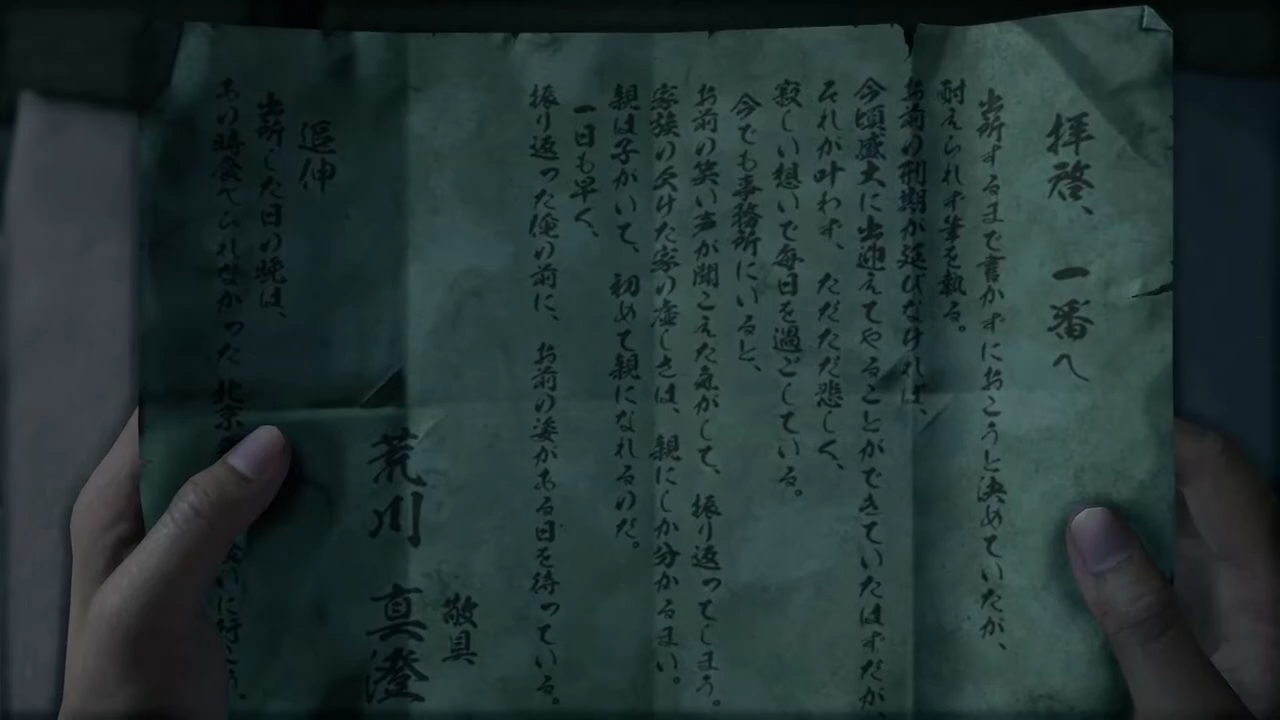 拝啓、一番へ
出所するまで書かずにおこうと決めていたが、
耐えられず筆を執る。
お前の刑期が延びなければ、
今頃盛大に出迎えてやることができていたはずだが、
それが叶わず、ただただ悲しく、
寂しい想いで毎日を過ごしている。
今でも事務所にいると、
お前の笑い声が聞こえた気がして、振り返ってしまう。
家族の欠けた家の虚しさは、親にしか分かるまい。
親は子がいて、初めて親になれるのだ。
一日も早く、
振り返った俺の前に、お前の姿がある日を待っている。
敬具
荒川 真澄
追伸
出所した日の晩は、
あの時食べられなかった北京 いに行こう。